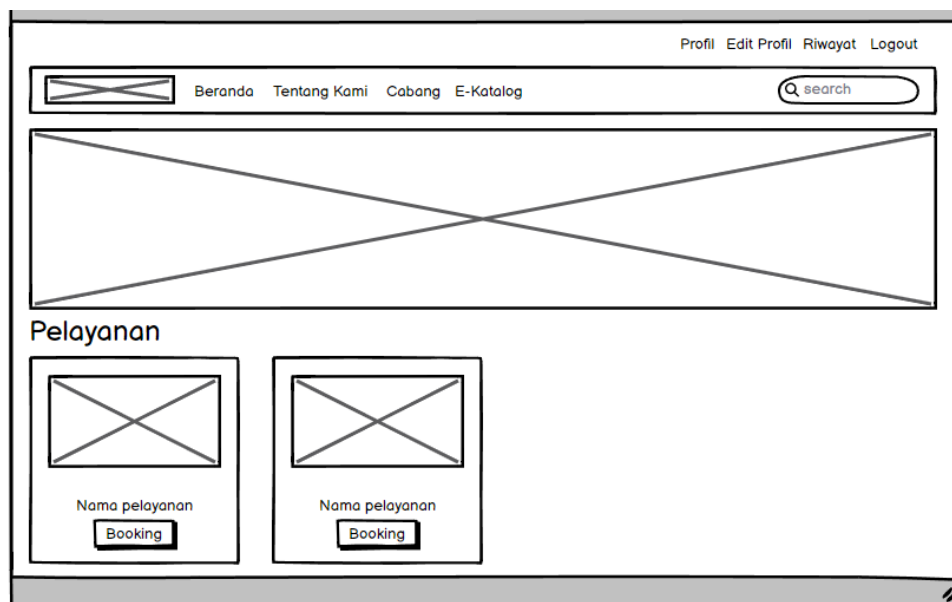 Profil Edit Profil Riwayat Logout
Beranda Tentang Kami Cabang E-Katalog search
Pelayanan
Nama pelayanan Nama pelayanan
Booking Booking